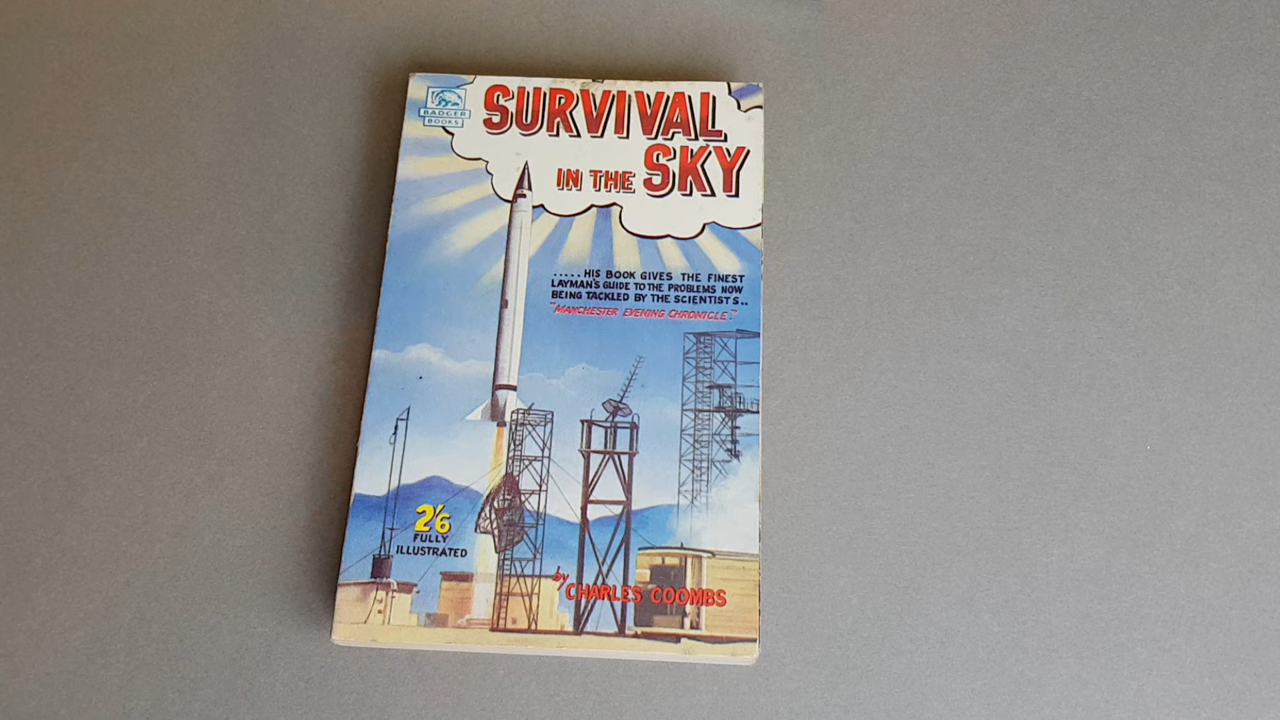 BADGER
BOOKS
SURVIVAL
IN THE SKY
.....HIS BOOK GIVES THE FINEST
LAYMAN'S GUIDE TO THE PROBLEMS NOW
BEING TACKLED BY THE SCIENTISTS..
"MANCHESTER EVENING CHRONICLE."
2'6
FULLY
ILLUSTRATED
by
CHARLES COOMBS